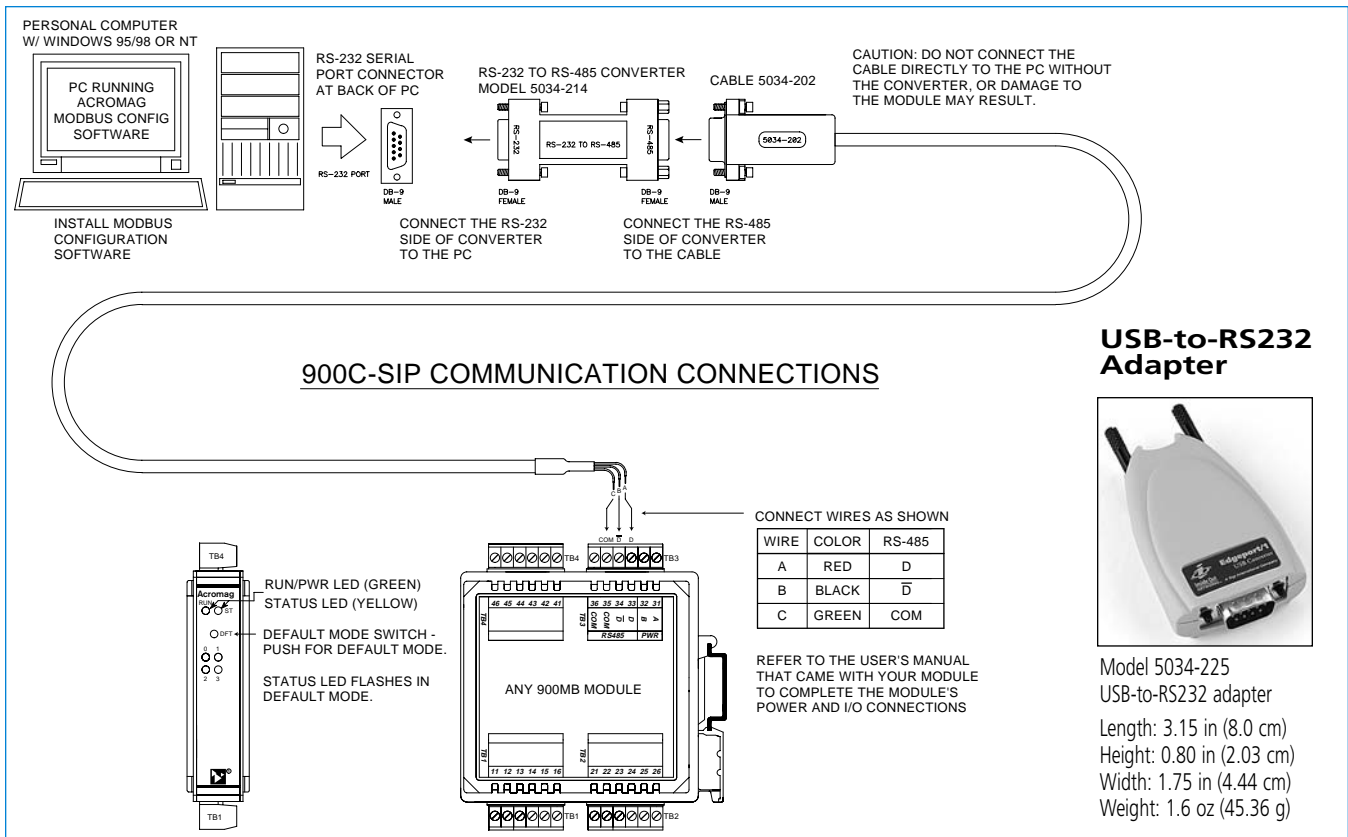 PERSONAL COMPUTER
W/ WINDOWS 95/98 OR NT
PC RUNNING
ACROMAG
MODBUS CONFIG
SOFTWARE
INSTALL MODBUS
CONFIGURATION
SOFTWARE
RS-232 SERIAL
PORT CONNECTOR
AT BACK OF PC
RS-232 PORT
DB-9
MALE
RS-232 TO RS-485 CONVERTER
MODEL 5034-214
RS-232
RS-232 TO RS-485
RS-485
DB-9
FEMALE
DB-9
FEMALE
CONNECT THE RS-232
SIDE OF CONVERTER
TO THE PC
CONNECT THE RS-485
SIDE OF CONVERTER
TO THE CABLE
CABLE 5034-202
5034-202
DB-9
MALE
CAUTION: DO NOT CONNECT THE
CABLE DIRECTLY TO THE PC WITHOUT
THE CONVERTER, OR DAMAGE TO
THE MODULE MAY RESULT.
900C-SIP COMMUNICATION CONNECTIONS
TB4
Acromag
RUN
ST
DFT
0 1
2 3
TB1
RUN/PWR LED (GREEN)
STATUS LED (YELLOW)
DEFAULT MODE SWITCH -
PUSH FOR DEFAULT MODE.
STATUS LED FLASHES IN
DEFAULT MODE.
C B A
COM D̅ D
TB4
TB3
46 45 44 43 42 41
36 35 34 33 32 31
TB4
TB3
COM COM D̅ D B A
RS485 PWR
ANY 900MB MODULE
TB1
TB2
11 12 13 14 15 16
21 22 23 24 25 26
TB1
TB2
CONNECT WIRES AS SHOWN
WIRE COLOR RS-485
A RED D
B BLACK D̅
C GREEN COM
REFER TO THE USER'S MANUAL
THAT CAME WITH YOUR MODULE
TO COMPLETE THE MODULE'S
POWER AND I/O CONNECTIONS
USB-to-RS232
Adapter
Edgeport/1
USB Converter
Model 5034-225
USB-to-RS232 adapter
Length: 3.15 in (8.0 cm)
Height: 0.80 in (2.03 cm)
Width: 1.75 in (4.44 cm)
Weight: 1.6 oz (45.36 g)